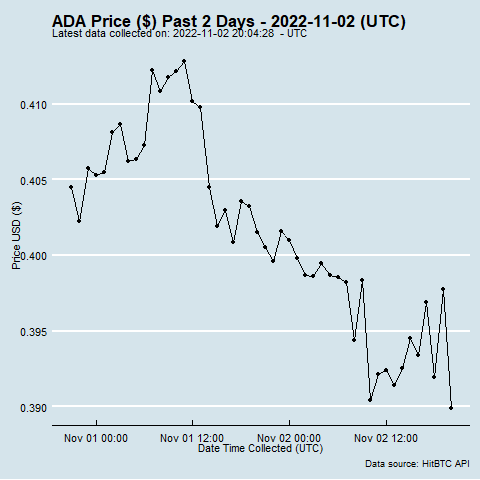 ADA Price ($) Past 2 Days - 2022-11-02 (UTC)
Latest data collected on: 2022-11-02 20:04:28 - UTC
0.410
0.405
0.400
0.395
0.390
Price USD ($)
Nov 01 00:00 Nov 01 12:00 Nov 02 00:00 Nov 02 12:00
Date Time Collected (UTC)
Data source: HitBTC API